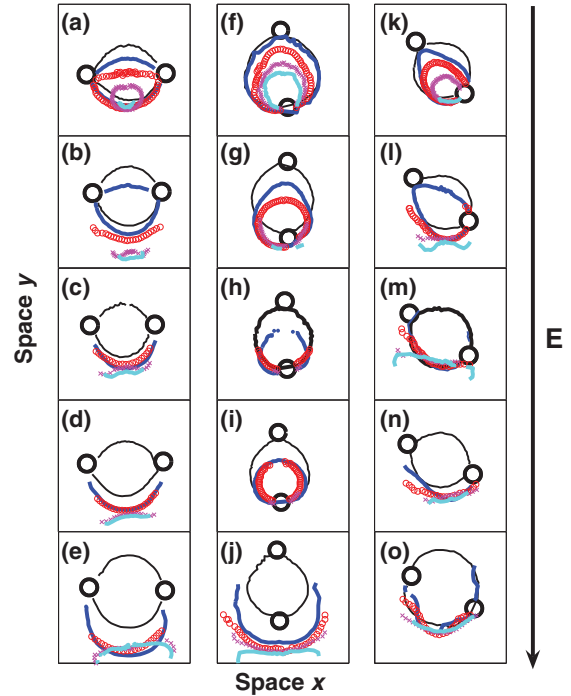 (a) (f) (k)
(b) (g) (l)
(c) (h) (m)
(d) (i) (n)
(e) (j) (o)
Space y
E
Space x